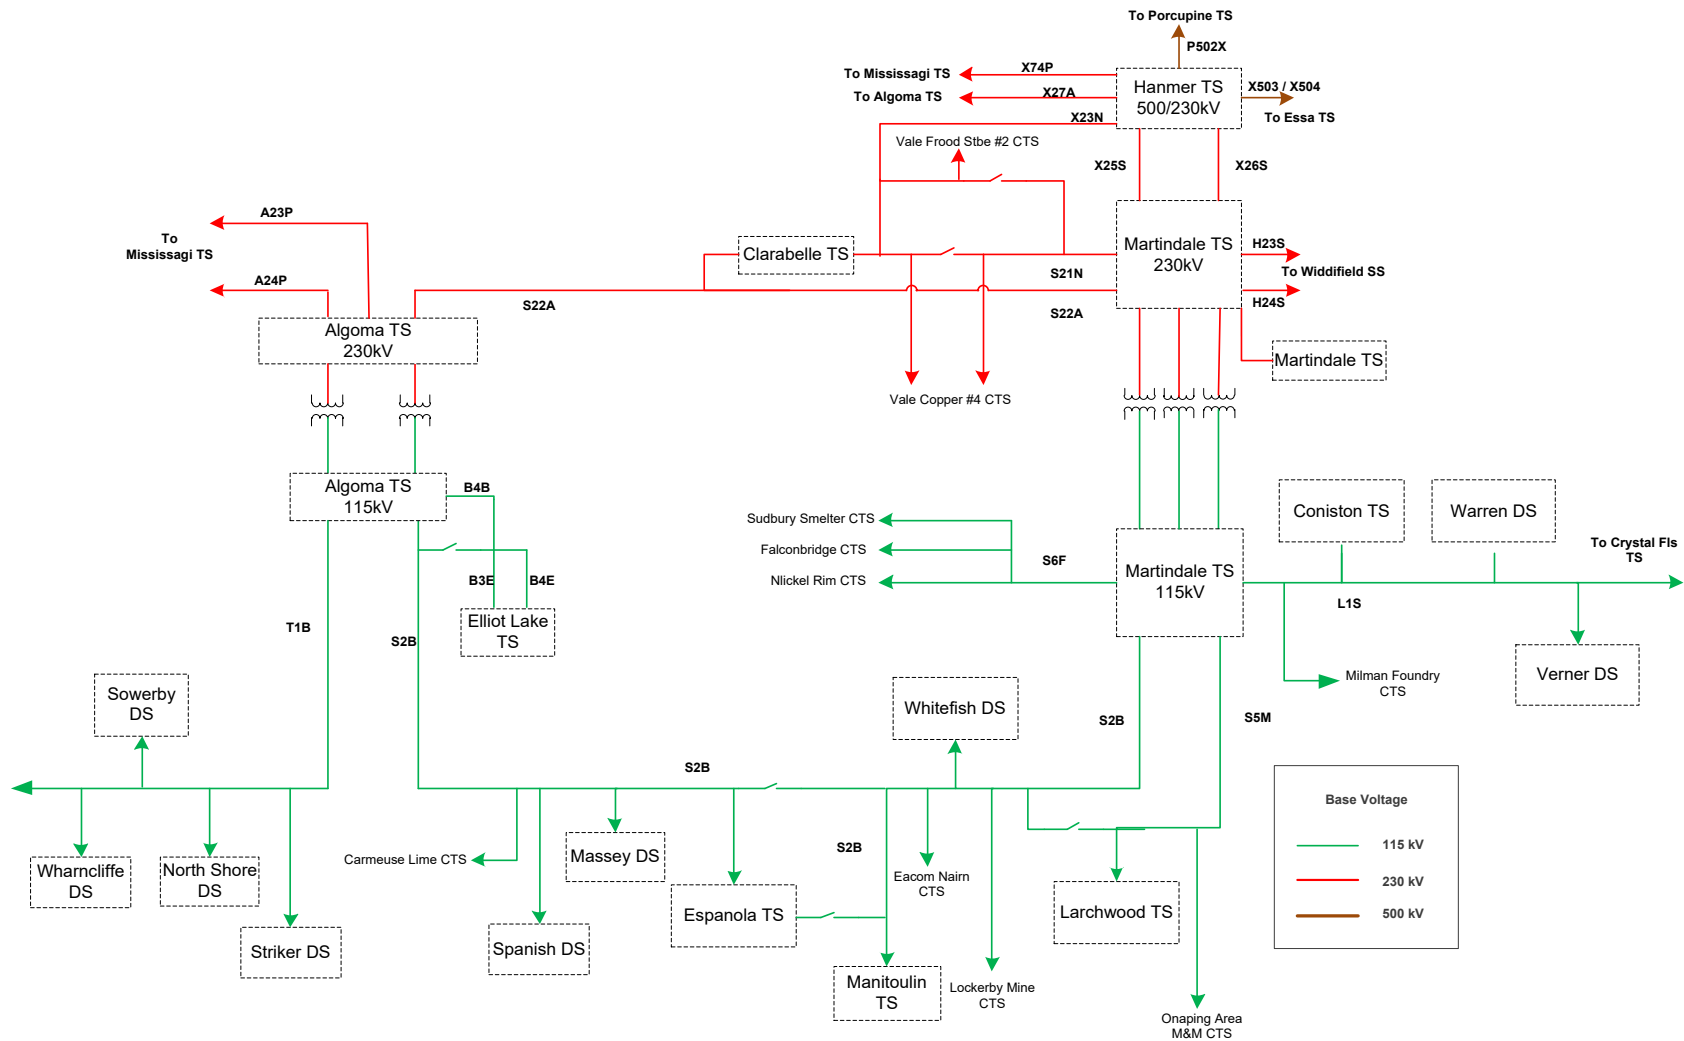 To Porcupine TS
P502X
To Mississagi TS
X74P
Hanmer TS
500/230kV
X503 / X504
To Algoma TS
X27A
To Essa TS
X23N
Vale Frood Stbe #2 CTS
X25S
X26S
A23P
To
Mississagi TS
A24P
Clarabelle TS
Martindale TS
230kV
H23S
To Widdifield SS
H24S
S21N
S22A
S22A
Algoma TS
230kV
Martindale TS
Vale Copper #4 CTS
Algoma TS
115kV
B4B
B3E
B4E
Elliot Lake
TS
Sudbury Smelter CTS
Falconbridge CTS
Nlickel Rim CTS
S6F
Martindale TS
115kV
Coniston TS
Warren DS
To Crystal Fls
TS
L1S
T1B
S2B
Sowerby
DS
Whitefish DS
S2B
S5M
Milman Foundry
CTS
Verner DS
S2B
Wharncliffe
DS
North Shore
DS
Striker DS
Carmeuse Lime CTS
Spanish DS
Massey DS
Espanola TS
S2B
Eacom Nairn
CTS
Manitoulin
TS
Lockerby Mine
CTS
Larchwood TS
Onaping Area
M&M CTS
Base Voltage
115 kV
230 kV
500 kV